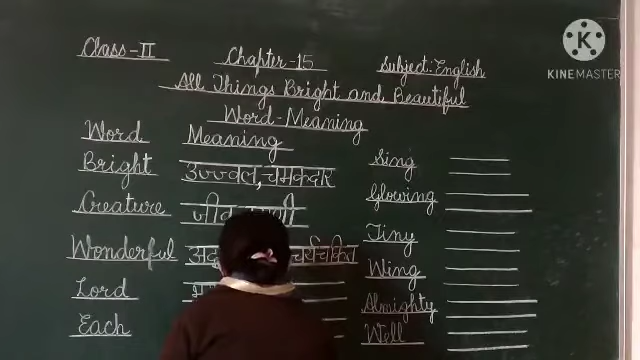 Class-II Chapter-15 Subject:English
KINEMASTER
All Things Bright and Beautiful
Word-Meaning
Word Meaning
Bright उज्ज्वल, चमकदार
Creature
Wonderful
Lord
Each
Sing
Glowing
Tiny
Wing
Almighty
Well